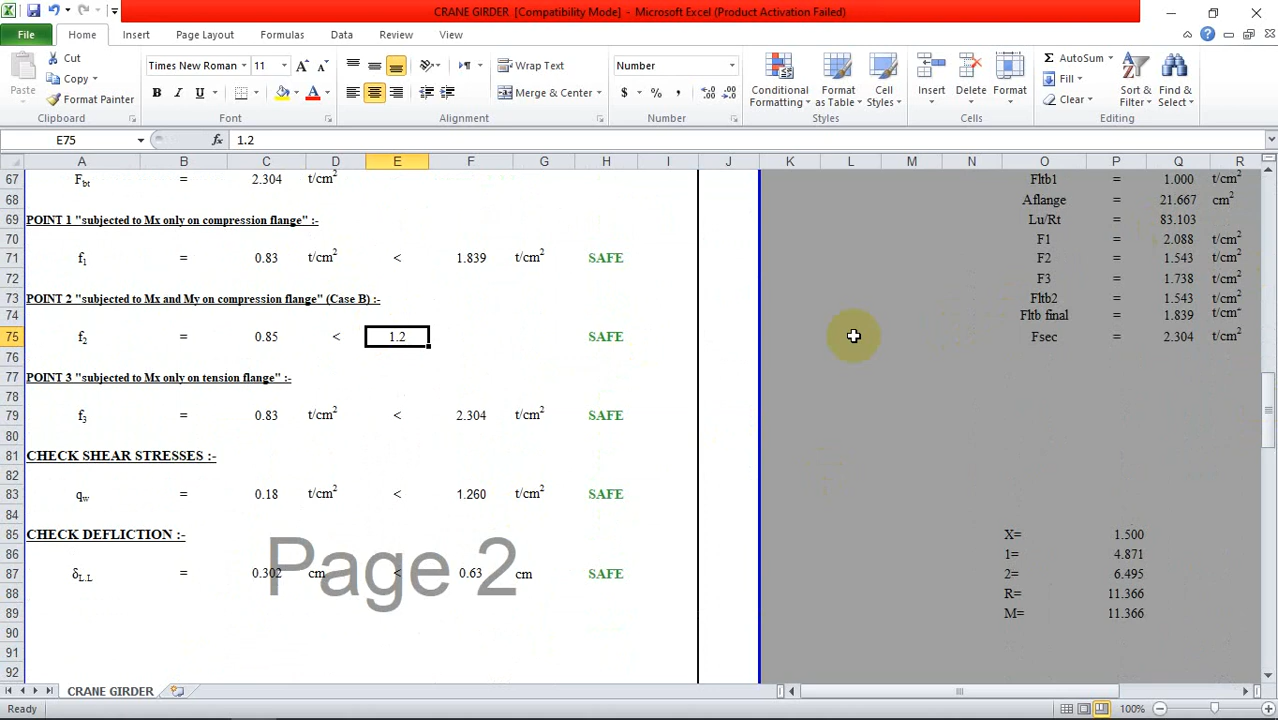 CRANE GIRDER  [Compatibility Mode]  -  Microsoft Excel (Product Activation Failed)
File Home Insert Page Layout Formulas Data Review View
Paste
Cut
Copy
Format Painter
Clipboard
Times New Roman 11
B I U
Font
Wrap Text
Merge & Center
Alignment
Number
$ % ,
Number
Conditional Formatting
Format as Table
Cell Styles
Styles
Insert Delete Format
Cells
Σ AutoSum
Fill
Clear
Sort & Filter
Find & Select
Editing
E75 fx 1.2
A B C D E F G H I J K L M N O P Q R
67 Fbt = 2.304 t/cm2 Fltb1 = 1.000 t/cm2
68 Aflange = 21.667 cm2
69 POINT 1 "subjected to Mx only on compression flange" :- Lu/Rt = 83.103
70 F1 = 2.088 t/cm2
71 f1 = 0.83 t/cm2 < 1.839 t/cm2 SAFE F2 = 1.543 t/cm2
72 F3 = 1.738 t/cm2
73 POINT 2 "subjected to Mx and My on compression flange" (Case B) :- Fltb2 = 1.543 t/cm2
74 Fltb final = 1.839 t/cm2
75 f2 = 0.85 < 1.2 SAFE Fsec = 2.304 t/cm2
76
77 POINT 3 "subjected to Mx only on tension flange" :-
78
79 f3 = 0.83 t/cm2 < 2.304 t/cm2 SAFE
80
81 CHECK SHEAR STRESSES :-
82
83 qw = 0.18 t/cm2 < 1.260 t/cm2 SAFE
84
85 CHECK DEFLICTION :- X= 1.500
86 1= 4.871
87 δL.L = 0.302 cm < 0.63 cm SAFE 2= 6.495
88 R= 11.366
89 M= 11.366
90
91
92
Page 2
CRANE GIRDER
Ready 100%